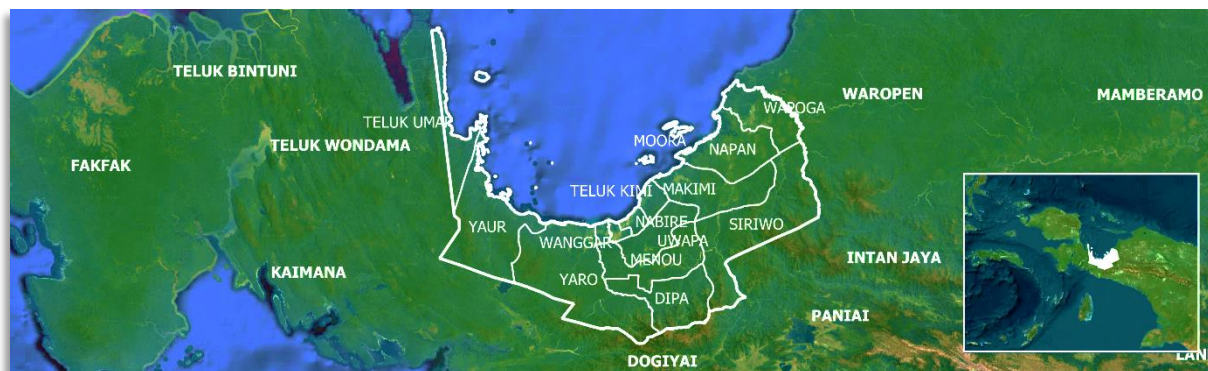 TELUK BINTUNI
WAROPEN
MAMBERAMO
WAPOGA
TELUK UMAR
MOORA
NAPAN
TELUK WONDAMA
FAKFAK
TELUK KIMI
MAKIMI
YAUR
NABIRE
SIRIWO
WANGGAR
UWAPA
MENOU
INTAN JAYA
KAIMANA
YARO
DIPA
PANIAI
DOGIYAI
LAN